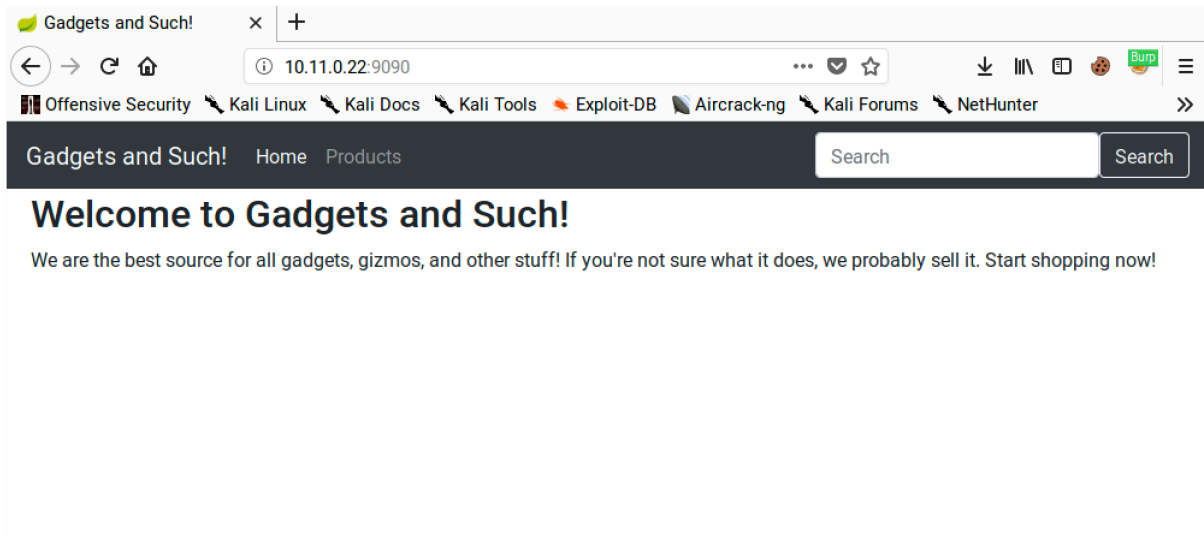 Gadgets and Such!
10.11.0.22:9090
Burp
Offensive Security Kali Linux Kali Docs Kali Tools Exploit-DB Aircrack-ng Kali Forums NetHunter
Gadgets and Such! Home Products Search Search
Welcome to Gadgets and Such!
We are the best source for all gadgets, gizmos, and other stuff! If you're not sure what it does, we probably sell it. Start shopping now!